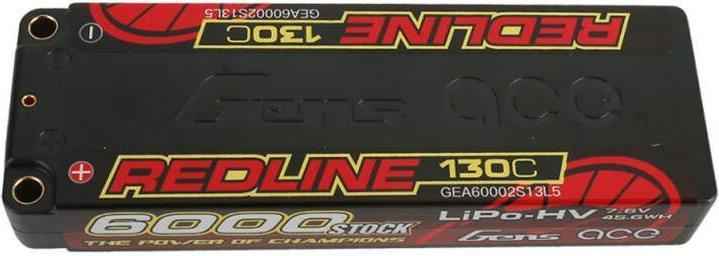 GEA60002S13L5
REDLINE 130C
Gens ace
REDLINE 130C
GEA60002S13L5
6000 STOCK LiPo-HV 7.6V
45.6WH
THE POWER OF CHAMPIONS Gens ace